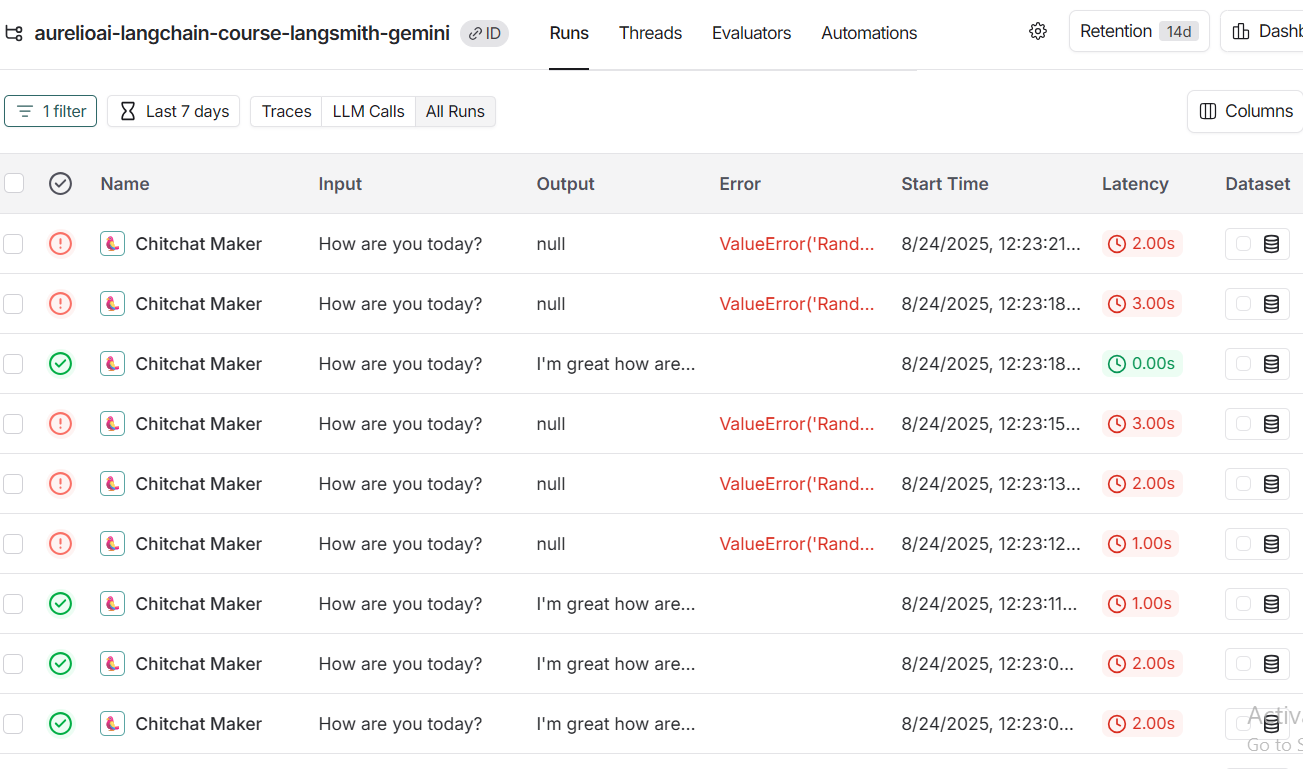 aurelioai-langchain-course-langsmith-gemini ID Runs Threads Evaluators Automations Retention 14d Dashb
1 filter Last 7 days Traces LLM Calls All Runs Columns
Name Input Output Error Start Time Latency Dataset
Chitchat Maker How are you today? null ValueError('Rand... 8/24/2025, 12:23:21... 2.00s
Chitchat Maker How are you today? null ValueError('Rand... 8/24/2025, 12:23:18... 3.00s
Chitchat Maker How are you today? I'm great how are... 8/24/2025, 12:23:18... 0.00s
Chitchat Maker How are you today? null ValueError('Rand... 8/24/2025, 12:23:15... 3.00s
Chitchat Maker How are you today? null ValueError('Rand... 8/24/2025, 12:23:13... 2.00s
Chitchat Maker How are you today? null ValueError('Rand... 8/24/2025, 12:23:12... 1.00s
Chitchat Maker How are you today? I'm great how are... 8/24/2025, 12:23:11... 1.00s
Chitchat Maker How are you today? I'm great how are... 8/24/2025, 12:23:0... 2.00s
Chitchat Maker How are you today? I'm great how are... 8/24/2025, 12:23:0... 2.00s
Activ
Go to S